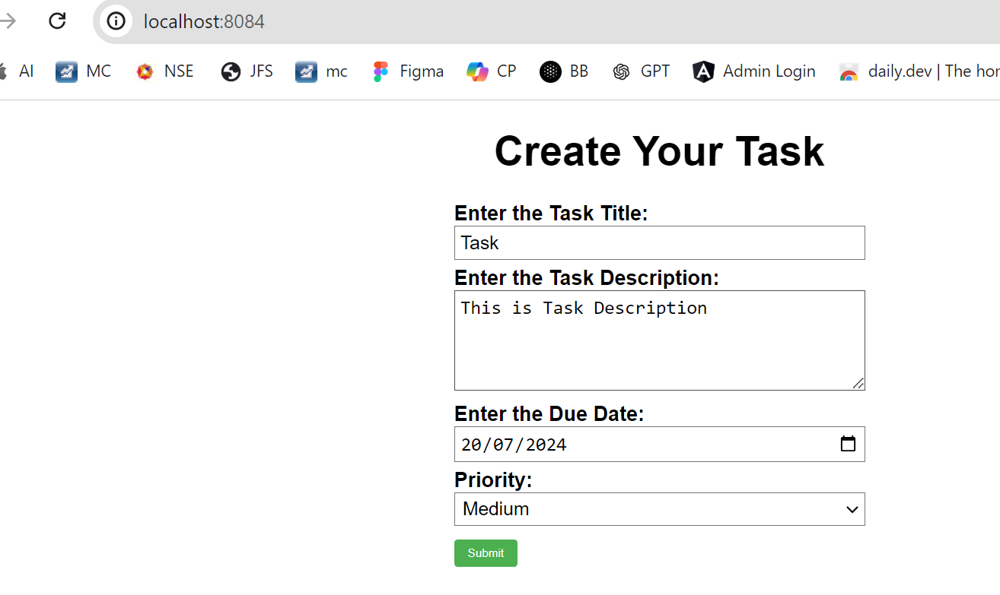 localhost:8084
AI MC NSE JFS mc Figma CP BB GPT Admin Login daily.dev | The
Create Your Task
Enter the Task Title:
Task
Enter the Task Description:
This is Task Description
Enter the Due Date:
20/07/2024
Priority:
Medium
Submit